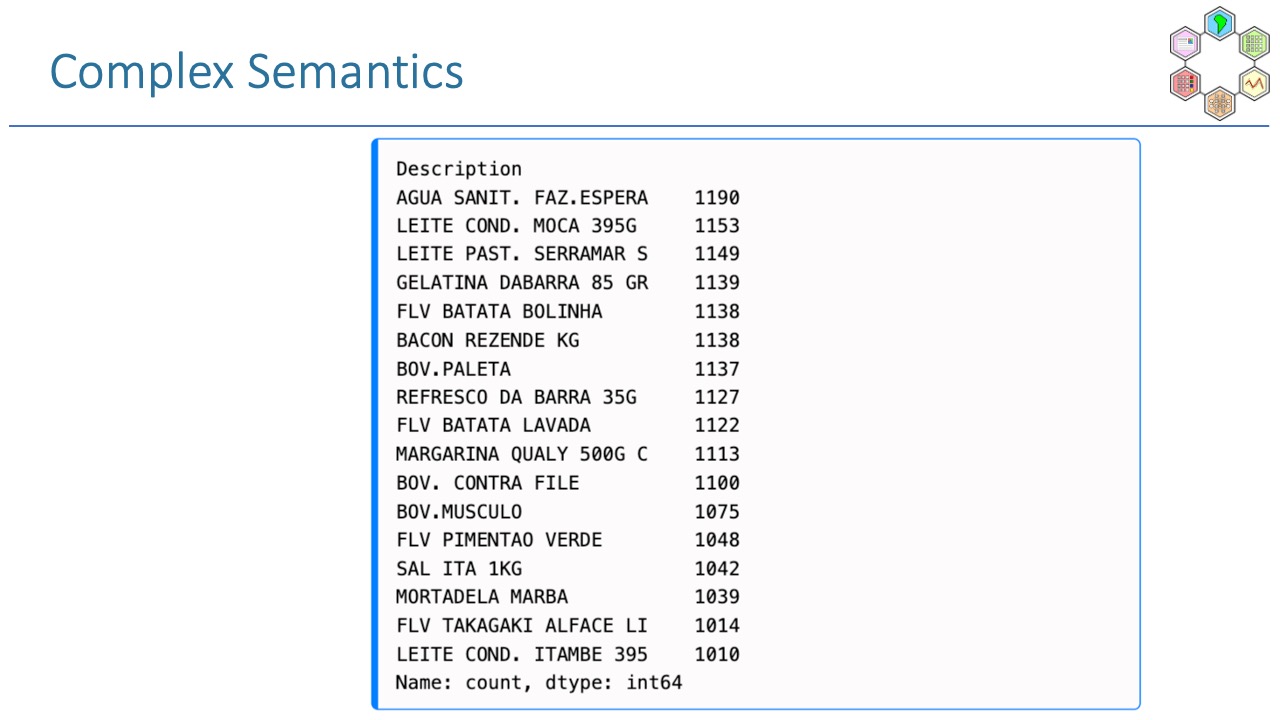 Complex Semantics
Description
AGUA SANIT. FAZ.ESPERA    1190
LEITE COND. MOCA 395G     1153
LEITE PAST. SERRAMAR S    1149
GELATINA DABARRA 85 GR    1139
FLV BATATA BOLINHA        1138
BACON REZENDE KG          1138
BOV.PALETA                1137
REFRESCO DA BARRA 35G     1127
FLV BATATA LAVADA         1122
MARGARINA QUALY 500G C    1113
BOV. CONTRA FILE          1100
BOV.MUSCULO               1075
FLV PIMENTAO VERDE        1048
SAL ITA 1KG               1042
MORTADELA MARBA           1039
FLV TAKAGAKI ALFACE LI    1014
LEITE COND. ITAMBE 395    1010
Name: count, dtype: int64